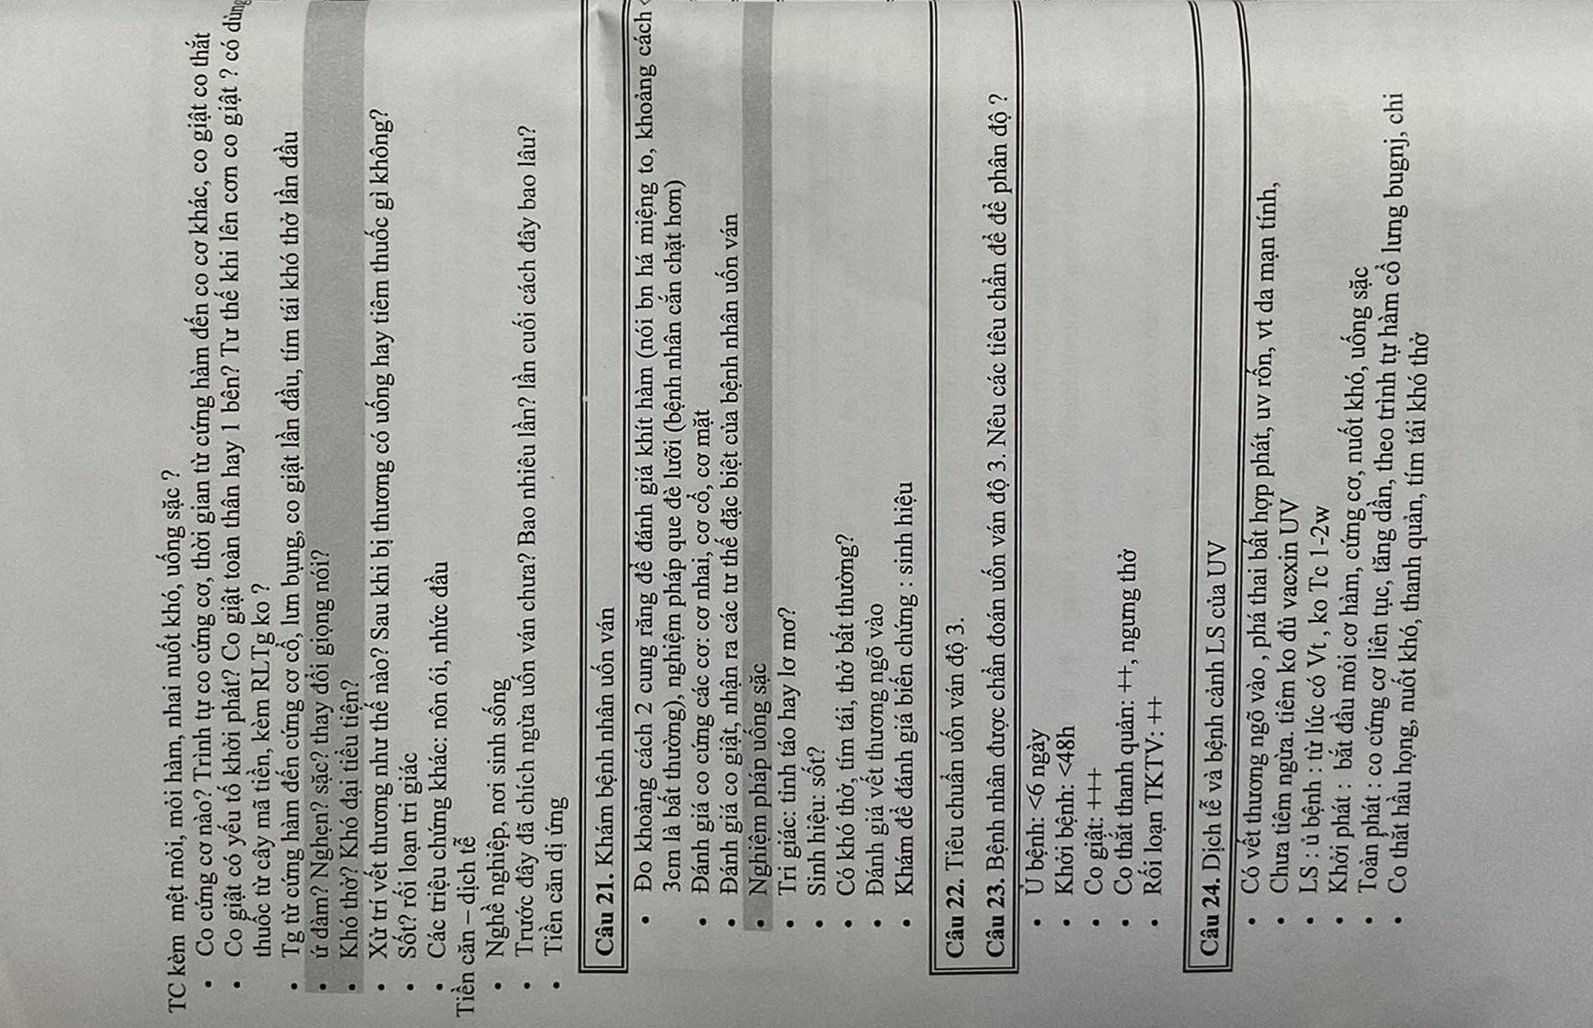 TC kèm mệt mỏi, mỏi hàm, nhai nuốt khó, uống sặc ?
• Co cứng cơ nào? Trình tự co cứng cơ, thời gian từ cứng hàm đến co cơ khác, co giật co thắt
• Co giật có yếu tố khởi phát? Co giật toàn thân hay 1 bên? Tư thế khi lên cơn co giật ? có dùng
thuốc từ cây mã tiền, kèm RLTg ko ?
• Tg từ cứng hàm đến cứng cơ cổ, lưn bụng, co giật lần đầu, tím tái khó thở lần đầu
• ứ đàm? Nghẹn? sặc? thay đổi giọng nói?
• Khó thở? Khó đại tiểu tiện?
• Xử trí vết thương như thế nào? Sau khi bị thương có uống hay tiêm thuốc gì không?
• Sốt? rối loạn tri giác
• Các triệu chứng khác: nôn ói, nhức đầu
Tiền căn – dịch tễ
• Nghề nghiệp, nơi sinh sống
• Trước đây đã chích ngừa uốn ván chưa? Bao nhiêu lần? lần cuối cách đây bao lâu?
• Tiền căn dị ứng
Câu 21. Khám bệnh nhân uốn ván
• Đo khoảng cách 2 cung răng để đánh giá khít hàm (nói bn há miệng to, khoảng cách <
3cm là bất thường), nghiệm pháp que đè lưỡi (bệnh nhân cắn chặt hơn)
• Đánh giá co cứng các cơ: cơ nhai, cơ cổ, cơ mặt
• Đánh giá co giật, nhận ra các tư thế đặc biệt của bệnh nhân uốn ván
• Nghiệm pháp uống sặc
• Tri giác: tỉnh táo hay lơ mơ?
• Sinh hiệu: sốt?
• Có khó thở, tím tái, thở bất thường?
• Đánh giá vết thương ngõ vào
• Khám để đánh giá biến chứng : sinh hiệu
Câu 22. Tiêu chuẩn uốn ván độ 3.
Câu 23. Bệnh nhân được chẩn đoán uốn ván độ 3. Nêu các tiêu chẩn để để phân độ ?
• Ủ bệnh: <6 ngày
• Khởi bệnh: <48h
• Co giật: +++
• Co thắt thanh quản: ++, ngưng thở
• Rối loạn TKTV: ++
Câu 24. Dịch tễ và bệnh cảnh LS của UV
• Có vết thương ngõ vào , phá thai bất hợp phát, uv rốn, vt da mạn tính,
• Chưa tiêm ngừa. tiêm ko đủ vacxin UV
• LS : ủ bệnh : từ lúc có Vt , ko Tc 1-2w
• Khởi phát : bắt đầu mỏi cơ hàm, cứng cơ, nuốt khó, uống sặc
• Toàn phát : co cứng cơ liên tục, tăng dần, theo trình tự hàm cổ lưng bugnj, chi
• Co thắt hầu họng, nuốt khó, thanh quản, tím tái khó thở